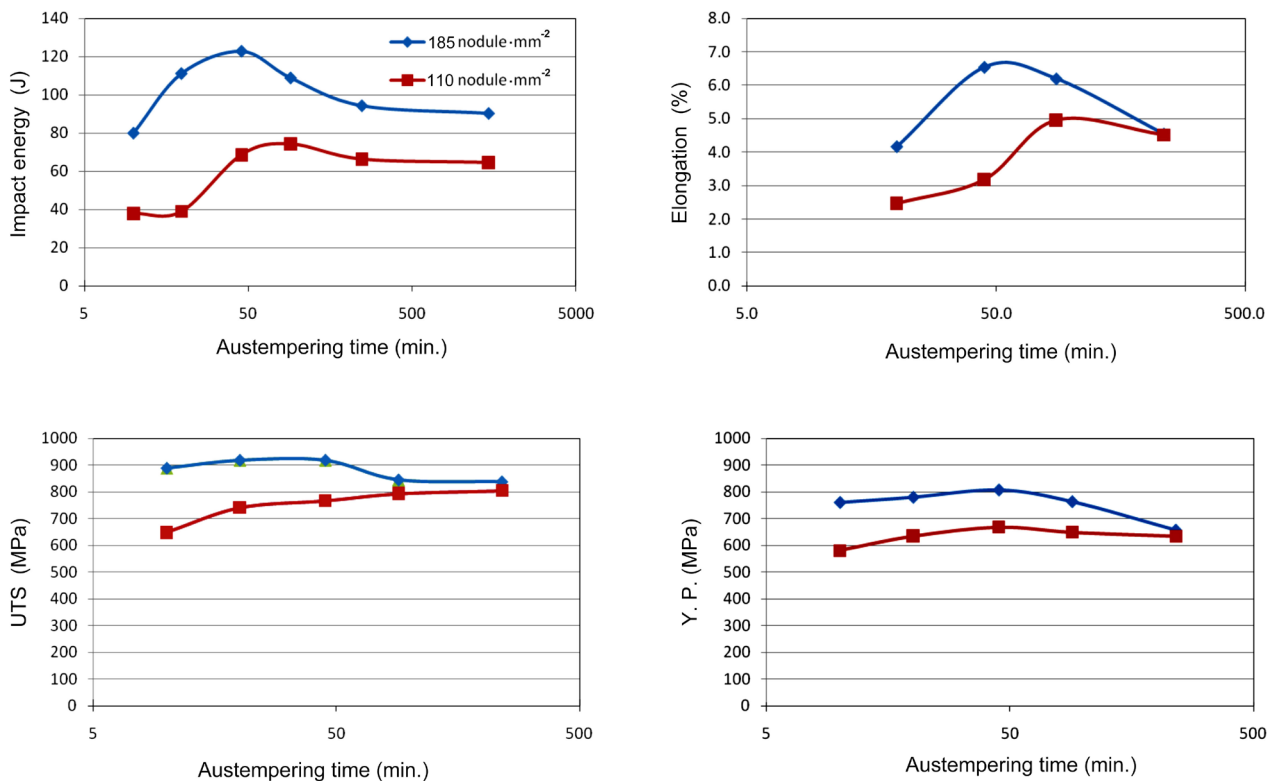 140
120
100
80
60
40
20
0
Impact energy (J)
185 nodule·mm⁻²
110 nodule·mm⁻²
5 50 500 5000
Austempering time (min.)
8.0
7.0
6.0
5.0
4.0
3.0
2.0
1.0
0.0
Elongation (%)
5.0 50.0 500.0
Austempering time (min.)
1000
900
800
700
600
500
400
300
200
100
0
UTS (MPa)
5 50 500
Austempering time (min.)
1000
900
800
700
600
500
400
300
200
100
0
Y. P. (MPa)
5 50 500
Austempering time (min.)